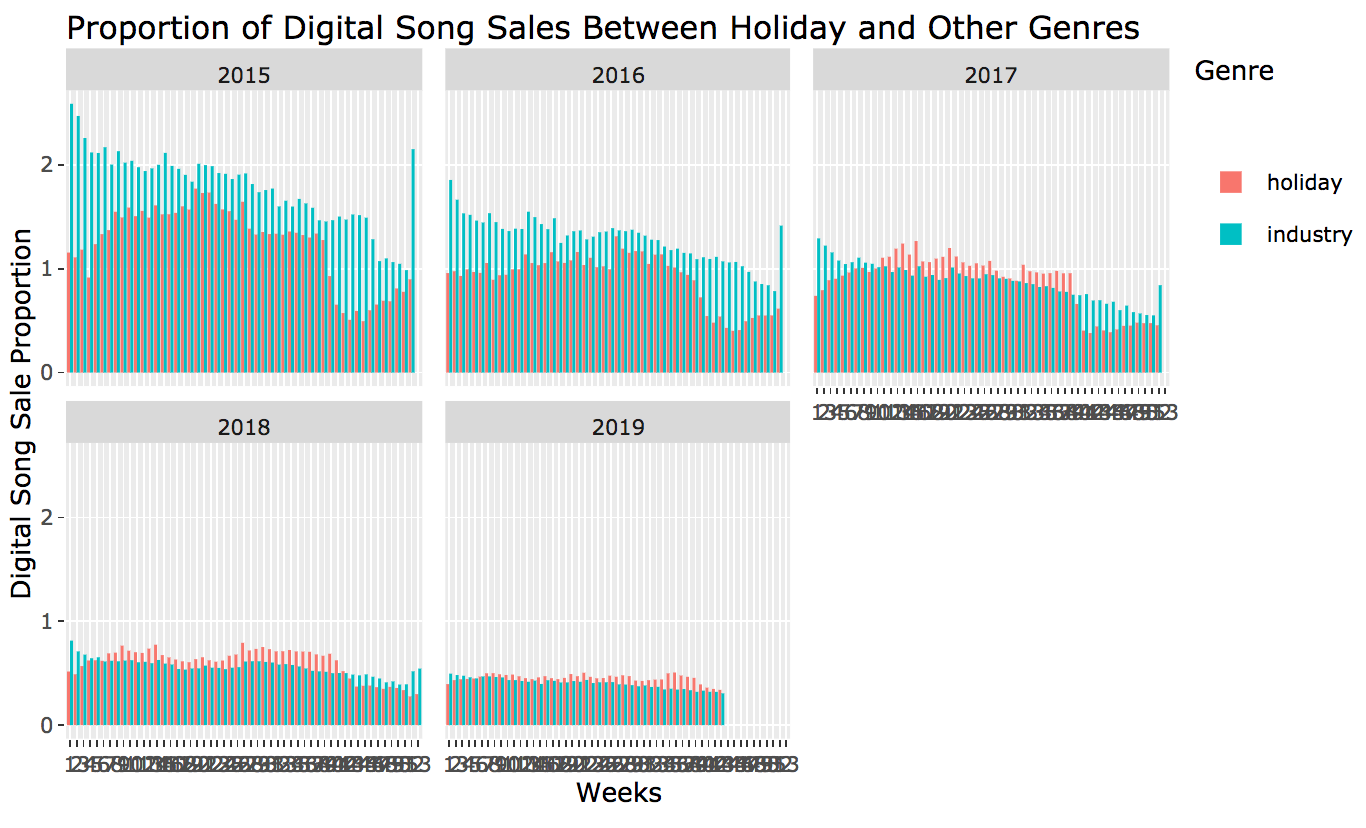 Proportion of Digital Song Sales Between Holiday and Other Genres
2015
2016
2017
Genre
holiday
industry
2
1
0
2018
2019
2
1
0
Digital Song Sale Proportion
Weeks